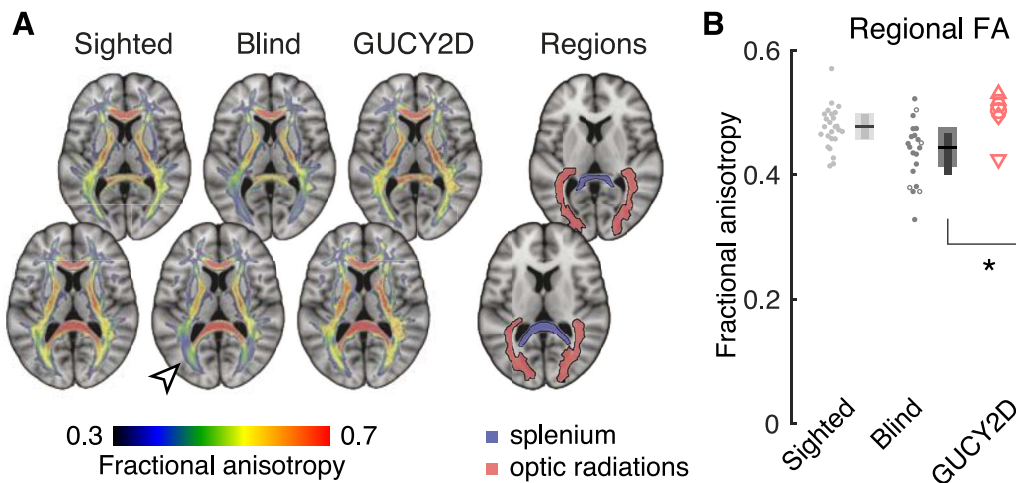 A
Sighted Blind GUCY2D Regions
0.3 0.7
Fractional anisotropy
splenium
optic radiations
B
Regional FA
Fractional anisotropy
0.6
0.4
0.2
0
*
Sighted
Blind
GUCY2D